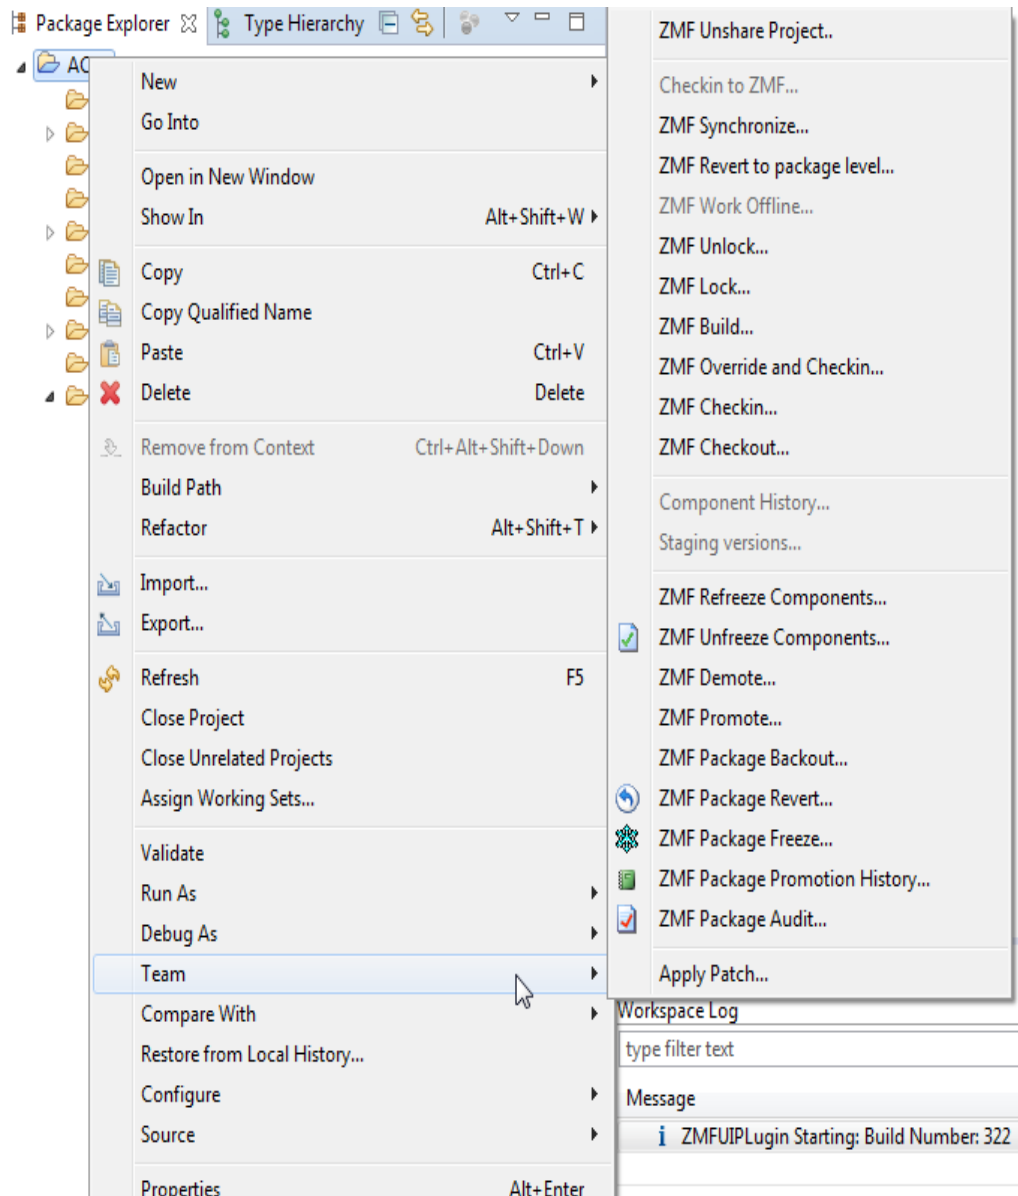 Package Explorer
Type Hierarchy
New
Go Into
Open in New Window
Show In Alt+Shift+W
Copy Ctrl+C
Copy Qualified Name
Paste Ctrl+V
Delete Delete
Remove from Context Ctrl+Alt+Shift+Down
Build Path
Refactor Alt+Shift+T
Import...
Export...
Refresh F5
Close Project
Close Unrelated Projects
Assign Working Sets...
Validate
Run As
Debug As
Team
Compare With
Restore from Local History...
Configure
Source
Properties Alt+Enter
ZMF Unshare Project..
Checkin to ZMF...
ZMF Synchronize...
ZMF Revert to package level...
ZMF Work Offline...
ZMF Unlock...
ZMF Lock...
ZMF Build...
ZMF Override and Checkin...
ZMF Checkin...
ZMF Checkout...
Component History...
Staging versions...
ZMF Refreeze Components...
ZMF Unfreeze Components...
ZMF Demote...
ZMF Promote...
ZMF Package Backout...
ZMF Package Revert...
ZMF Package Freeze...
ZMF Package Promotion History...
ZMF Package Audit...
Apply Patch...
Workspace Log
type filter text
Message
ZMFUIPLugin Starting: Build Number: 322